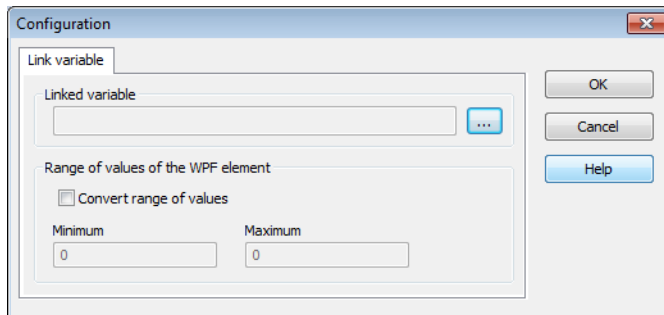 Configuration
Link variable
Linked variable
...
Range of values of the WPF element
Convert range of values
Minimum
Maximum
0
0
OK
Cancel
Help